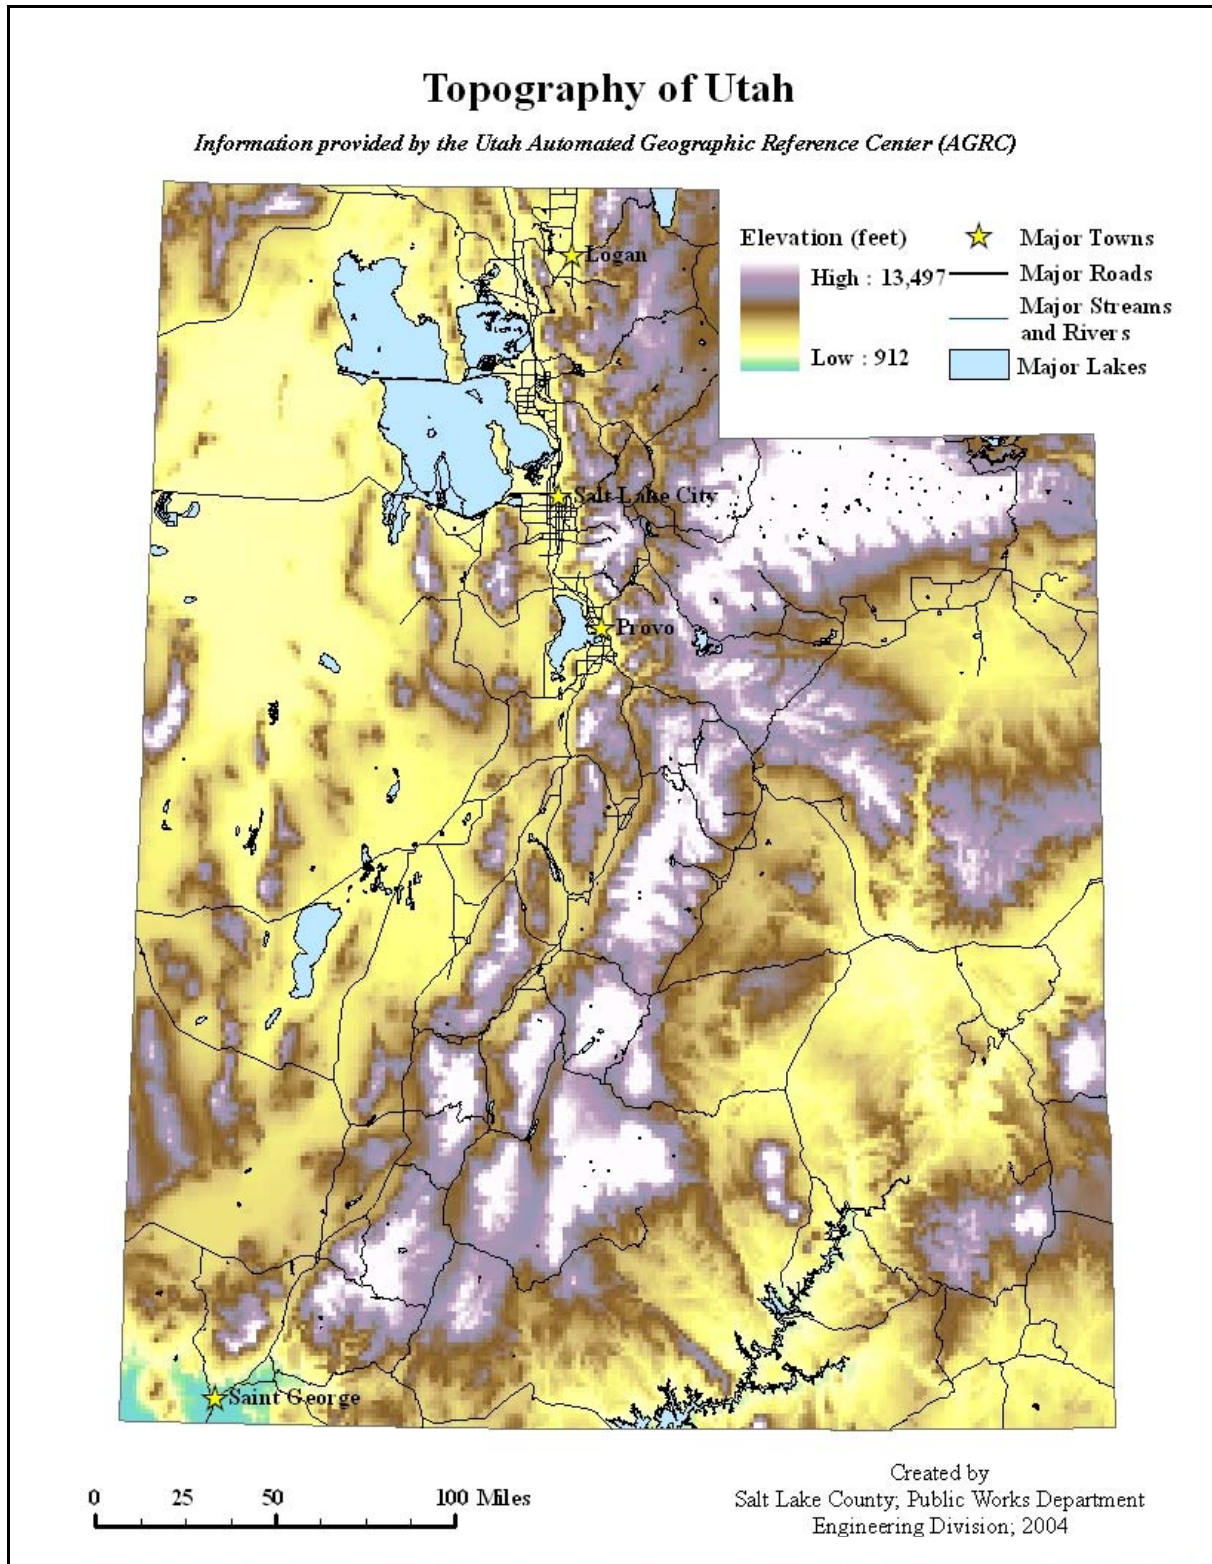 Topography of Utah
Information provided by the Utah Automated Geographic Reference Center (AGRC)
Elevation (feet)
High : 13,497
Low : 912
Major Towns
Major Roads
Major Streams
and Rivers
Major Lakes
Logan
Salt Lake City
Provo
Saint George
0 25 50 100 Miles
Created by
Salt Lake County; Public Works Department
Engineering Division; 2004